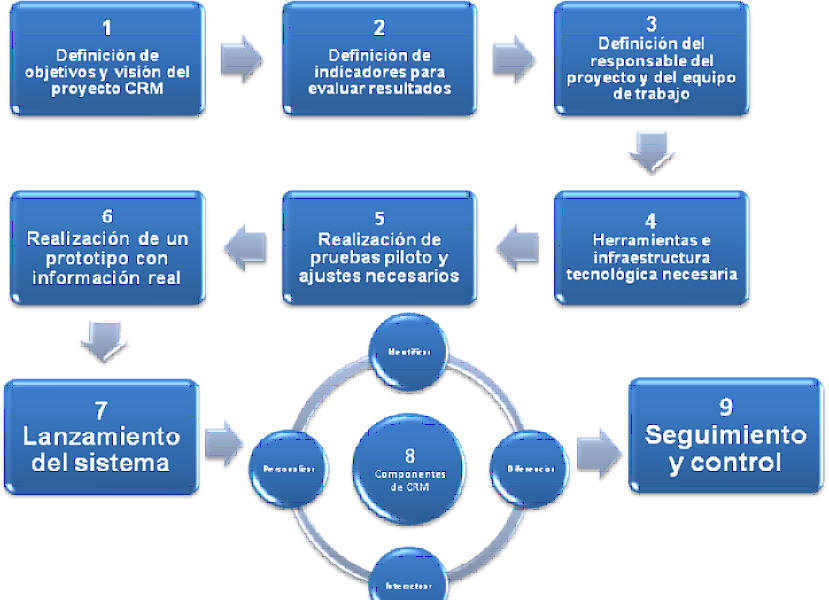 1
Definición de
objetivos y visión del
proyecto CRM
2
Definición de
indicadores para
evaluar resultados
3
Definición del
responsable del
proyecto y del equipo
de trabajo
4
Herramientas e
infraestructura
tecnológica necesaria
5
Realización de
pruebas piloto y
ajustes necesarios
6
Realización de un
prototipo con
información real
7
Lanzamiento
del sistema
8
Componentes
de CRM
Identificar
Diferenciar
Interactuar
Personalizar
9
Seguimiento
y control